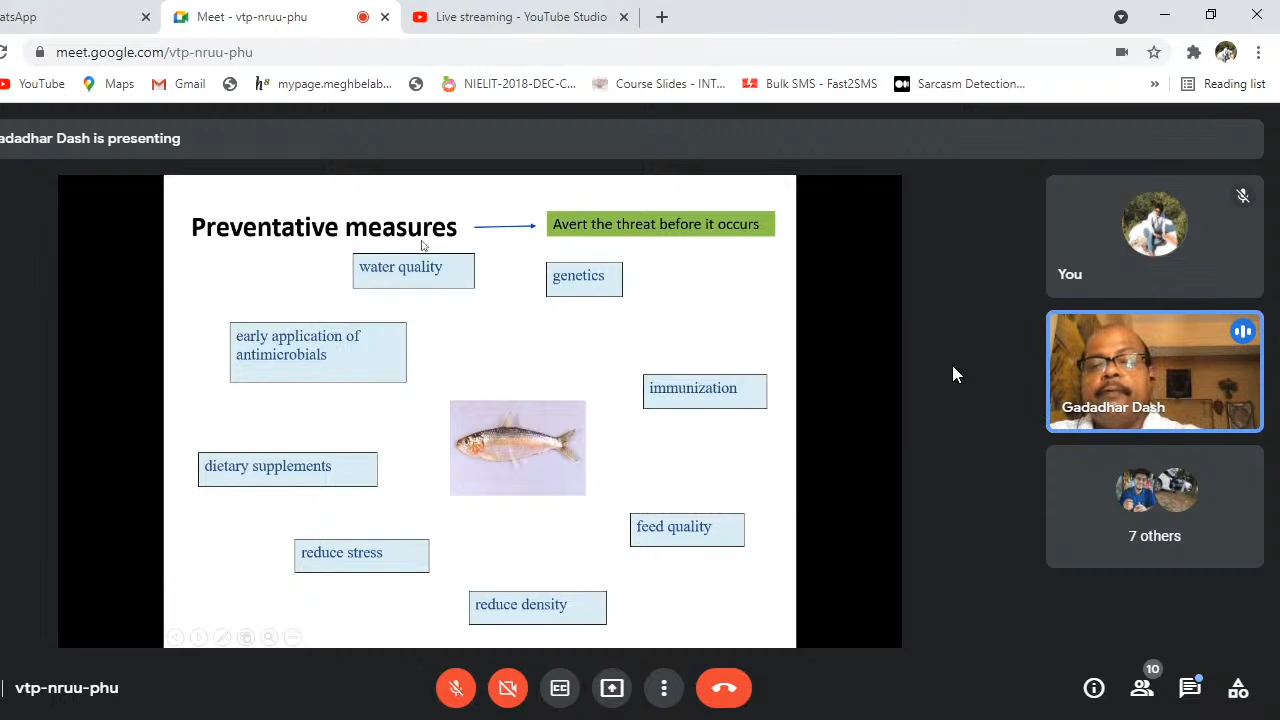 atsApp
Meet - vtp-nruu-phu
Live streaming - YouTube Studio
meet.google.com/vtp-nruu-phu
YouTube
Maps
Gmail
mypage.meghbelab...
NIELIT-2018-DEC-C...
Course Slides - INT...
Bulk SMS - Fast2SMS
Sarcasm Detection...
»
Reading list
adadhar Dash is presenting
Preventative measures
Avert the threat before it occurs
water quality
genetics
early application of
antimicrobials
immunization
dietary supplements
feed quality
reduce stress
reduce density
You
Gadadhar Dash
7 others
vtp-nruu-phu
CC
10